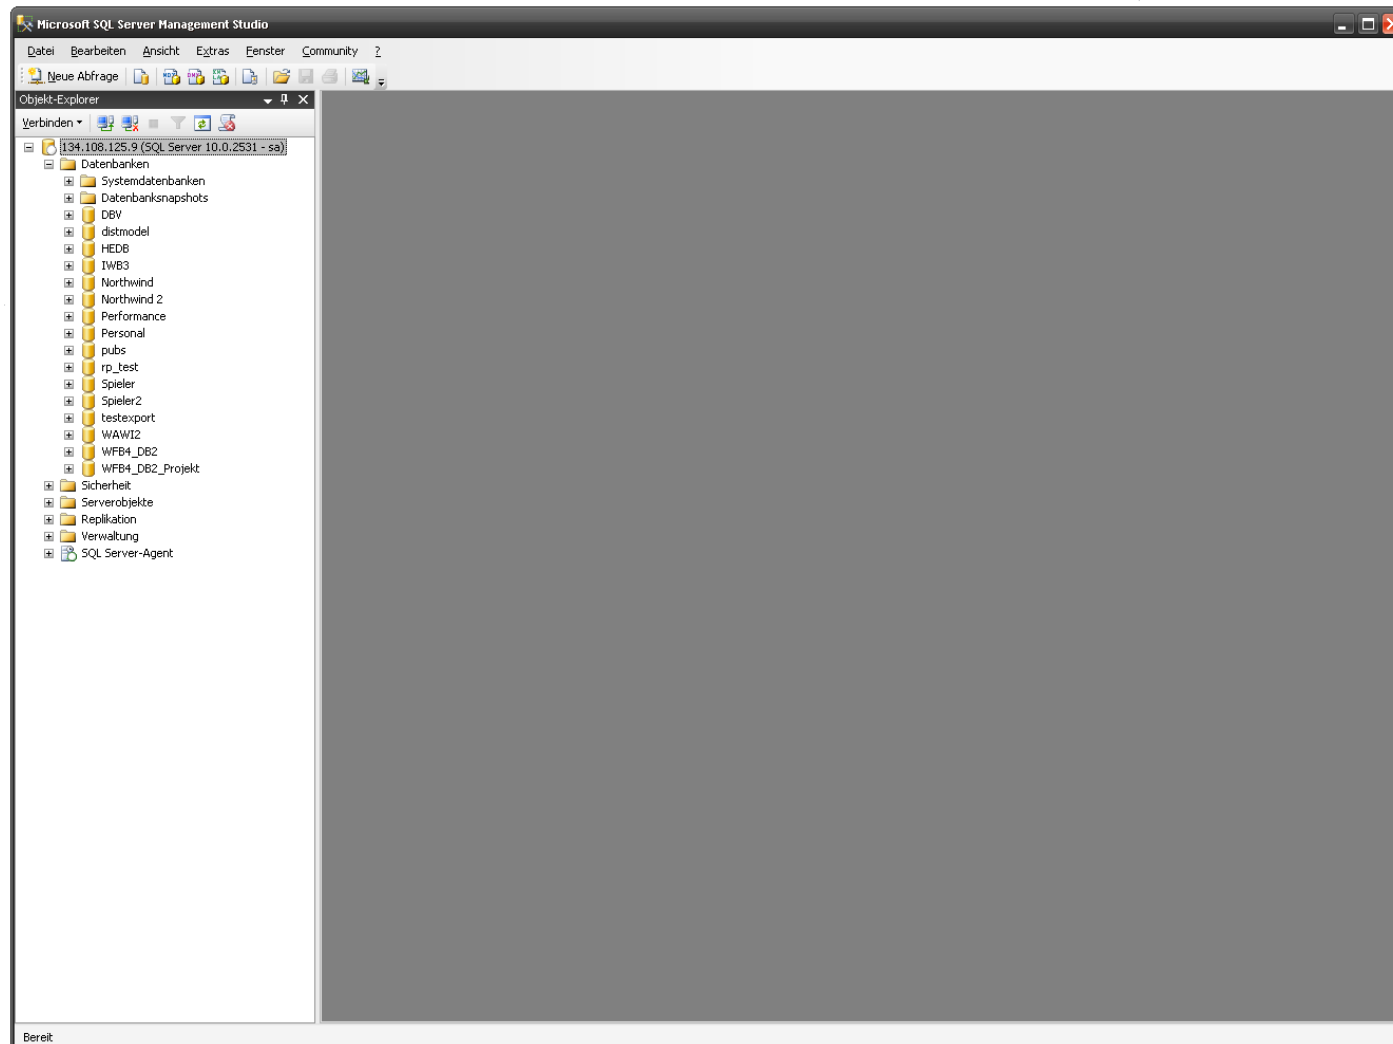 Microsoft SQL Server Management Studio
Datei Bearbeiten Ansicht Extras Fenster Community ?
Neue Abfrage
Objekt-Explorer
Verbinden
134.108.125.9 (SQL Server 10.0.2531 - sa)
Datenbanken
Systemdatenbanken
Datenbanksnapshots
DBV
distmodel
HEDB
IWB3
Northwind
Northwind 2
Performance
Personal
pubs
rp_test
Spieler
Spieler2
testexport
WAWI2
WFB4_DB2
WFB4_DB2_Projekt
Sicherheit
Serverobjekte
Replikation
Verwaltung
SQL Server-Agent
Bereit